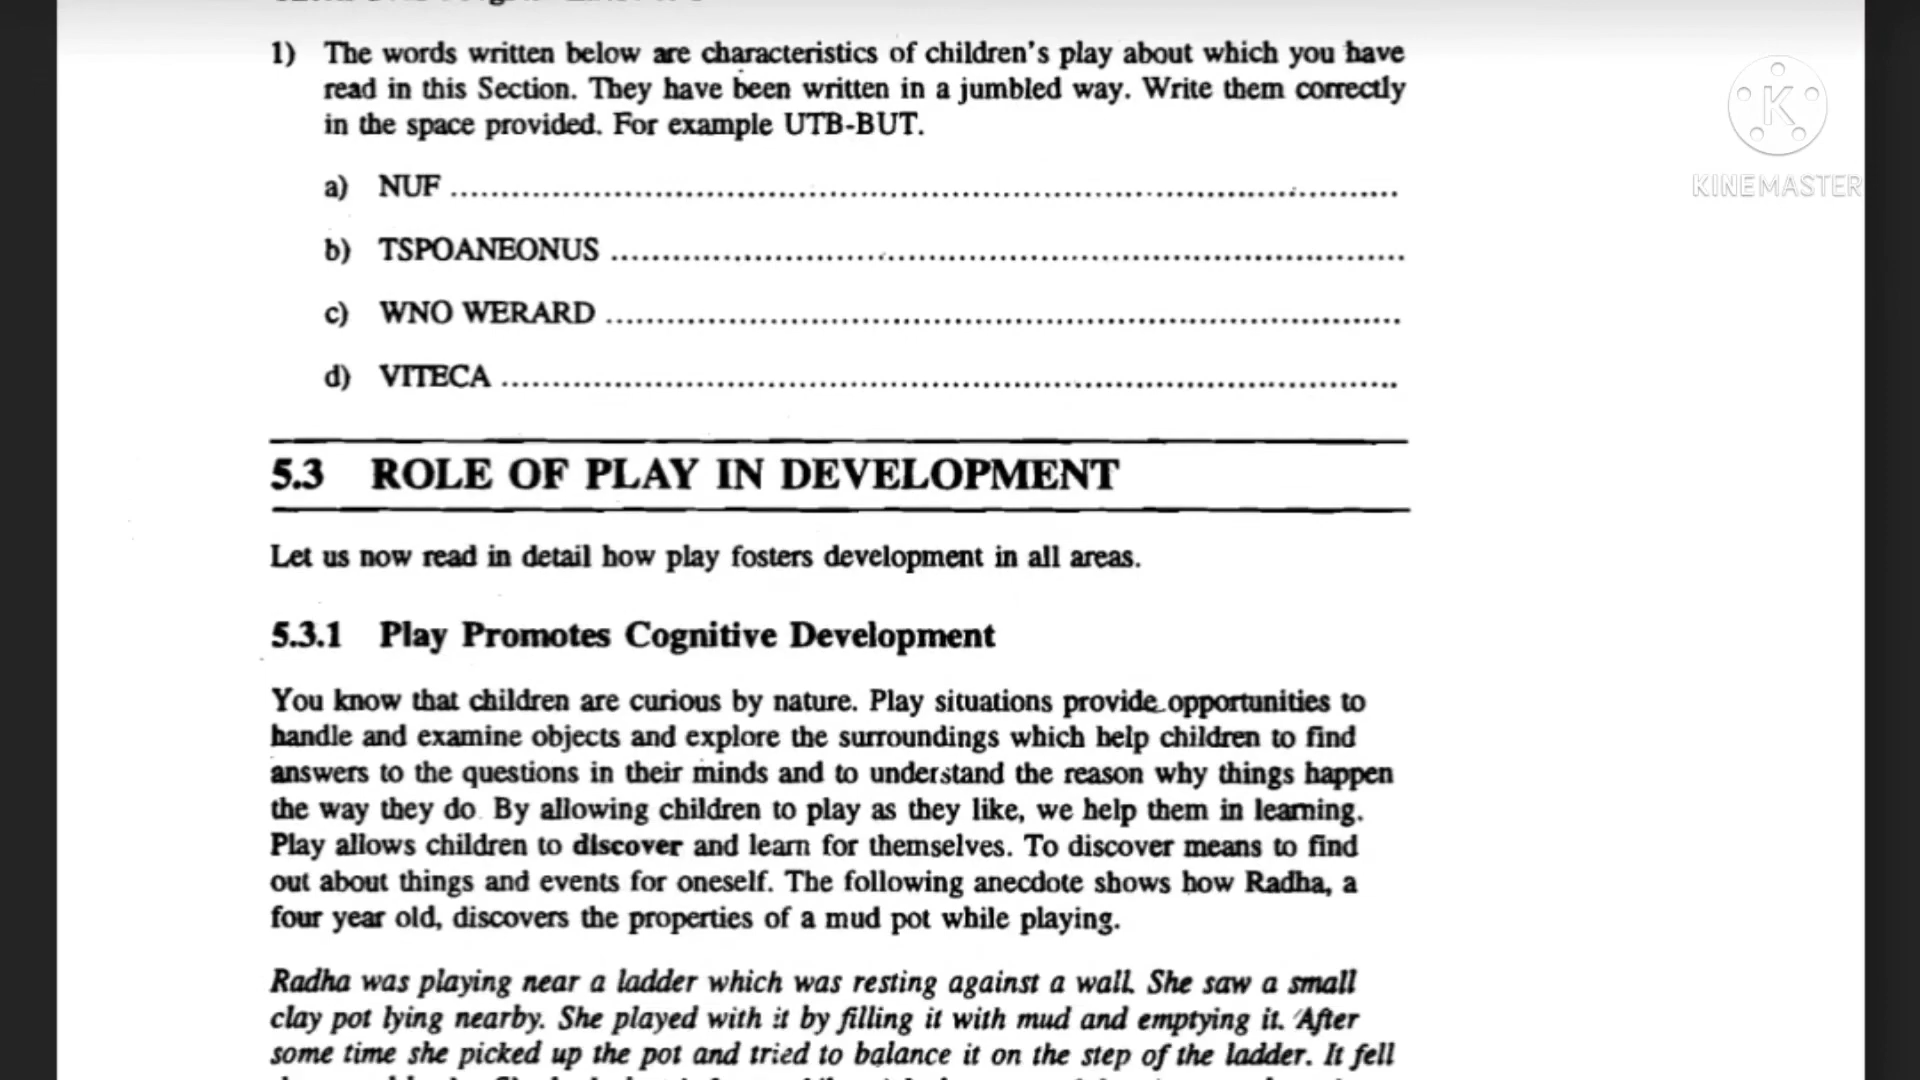 1) The words written below are characteristics of children's play about which you have
read in this Section. They have been written in a jumbled way. Write them correctly
in the space provided. For example UTB-BUT.
a) NUF ........................................
b) TSPOANEONUS ........................................
c) WNO WERARD ........................................
d) VITECA ........................................
5.3 ROLE OF PLAY IN DEVELOPMENT
Let us now read in detail how play fosters development in all areas.
5.3.1 Play Promotes Cognitive Development
You know that children are curious by nature. Play situations provide opportunities to
handle and examine objects and explore the surroundings which help children to find
answers to the questions in their minds and to understand the reason why things happen
the way they do. By allowing children to play as they like, we help them in learning.
Play allows children to discover and learn for themselves. To discover means to find
out about things and events for oneself. The following anecdote shows how Radha, a
four year old, discovers the properties of a mud pot while playing.
Radha was playing near a ladder which was resting against a wall. She saw a small
clay pot lying nearby. She played with it by filling it with mud and emptying it. After
some time she picked up the pot and tried to balance it on the step of the ladder. It fell
K
KINEMASTER